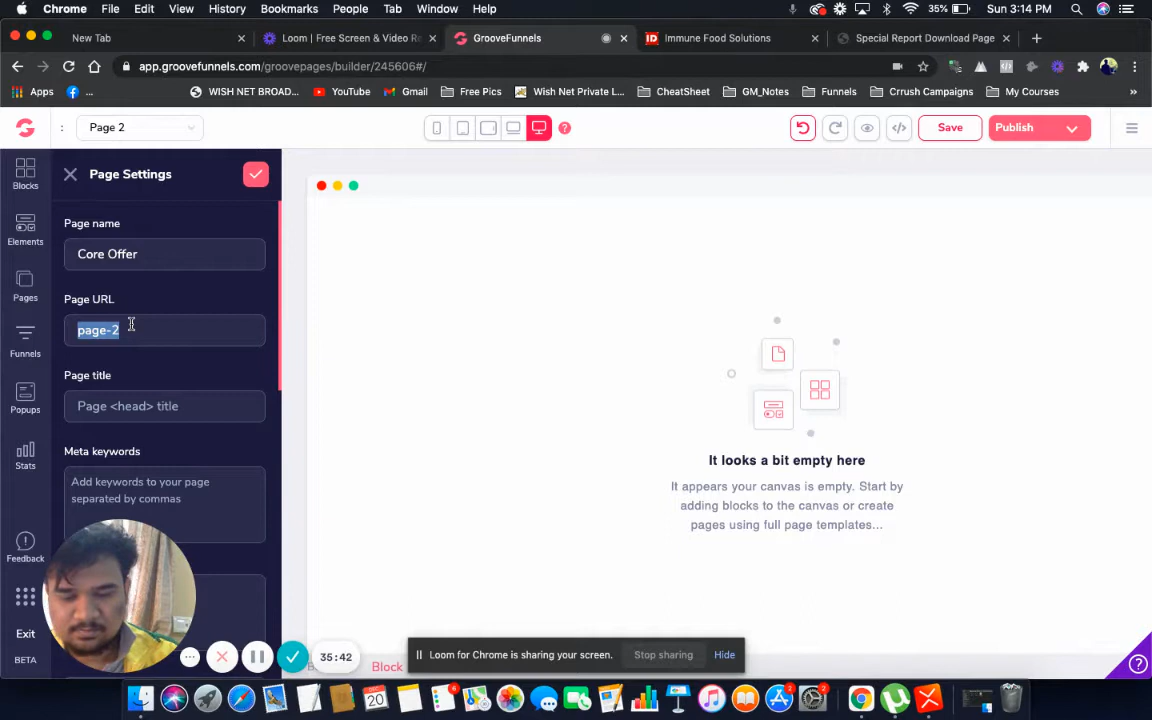 Chrome File Edit View History Bookmarks People Tab Window Help 35% Sun 3:14 PM
New Tab Loom | Free Screen & Video Re GrooveFunnels Immune Food Solutions Special Report Download Page
app.groovefunnels.com/groovepages/builder/245606#/
Apps ... WISH NET BROAD... YouTube Gmail Free Pics Wish Net Private L... CheatSheet GM_Notes Funnels Crrush Campaigns My Courses »
: Page 2 Save Publish
Blocks
Elements
Pages
Funnels
Popups
Stats
Feedback
Exit
BETA
Page Settings
Page name
Core Offer
Page URL
page-2
Page title
Page <head> title
Meta keywords
Add keywords to your page
separated by commas
It looks a bit empty here
It appears your canvas is empty. Start by
adding blocks to the canvas or create
pages using full page templates...
35:42
Loom for Chrome is sharing your screen. Stop sharing Hide
Block
DEC
20
6
2
2